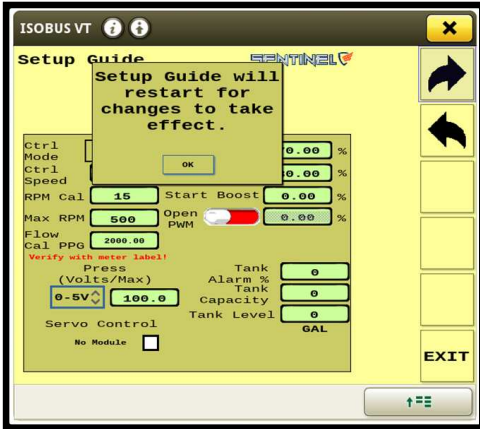 ISOBUS VT
Setup Guide
SENTINEL
Setup Guide will
restart for
changes to take
effect.
OK
Ctrl
Mode
0.00 %
Ctrl
Speed
0.00 %
RPM Cal 15 Start Boost 0.00 %
Max RPM 500 Open
PWM 0.00 %
Flow
Cal PPG 2000.00
Verify with meter label!
Press
(Volts/Max)
0-5V 100.0
Tank
Alarm % 0
Tank
Capacity 0
Tank Level 0
GAL
Servo Control
No Module
EXIT